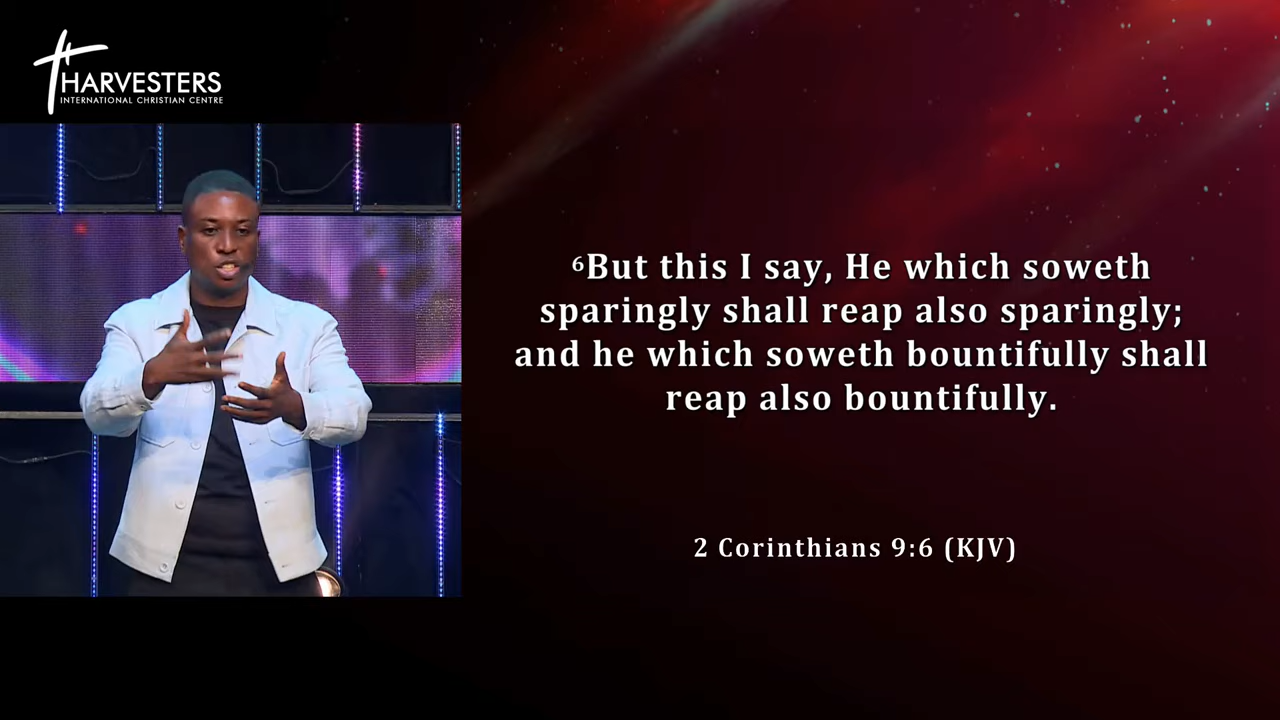 HARVESTERS
INTERNATIONAL CHRISTIAN CENTRE
⁶But this I say, He which soweth
sparingly shall reap also sparingly;
and he which soweth bountifully shall
reap also bountifully.
2 Corinthians 9:6 (KJV)